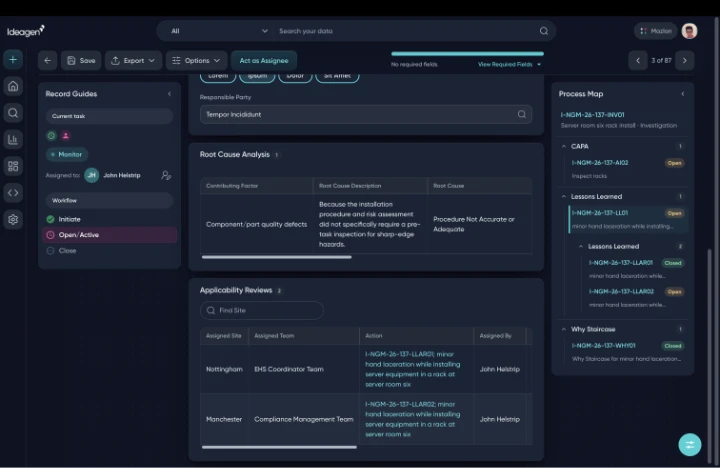 Ideagen
All
Search your data
Mazlan
Save
Export
Options
Act as Assignee
No required fields
View Required Fields
3 of 87
Record Guides
Current task
Monitor
Assigned to:
JH
John Helstrip
Workflow
Initiate
Open/Active
Close
Lorem
Ipsum
Dolor
Sit Amet
Responsible Party
Tempor Incididunt
Root Cause Analysis 1
Contributing Factor
Root Cause Description
Root Cause
Component/part quality defects
Because the installation
procedure and risk assessment
did not specifically require a pre-
task inspection for sharp-edge
hazards.
Procedure Not Accurate or
Adequate
Applicability Reviews 2
Find Site
Assigned Site
Assigned Team
Action
Assigned By
Nottingham
EHS Coordinator Team
I-NGM-26-137-LLAR01; minor
hand laceration while installing
server equipment in a rack at
server room six
John Helstrip
Manchester
Compliance Management Team
I-NGM-26-137-LLAR02; minor
hand laceration while installing
server equipment in a rack at
server room six
John Helstrip
Process Map
I-NGM-26-137-INV01
Server room six rack install - Investigation
CAPA 1
I-NGM-26-137-AI02 Open
Inspect racks
Lessons Learned 1
I-NGM-26-137-LL01 Open
minor hand laceration while installing...
Lessons Learned 2
I-NGM-26-137-LLAR01 Closed
minor hand laceration while...
I-NGM-26-137-LLAR02 Open
minor hand laceration while...
Why Staircase 1
I-NGM-26-137-WHY01 Closed
Why Staircase for minor hand laceration...